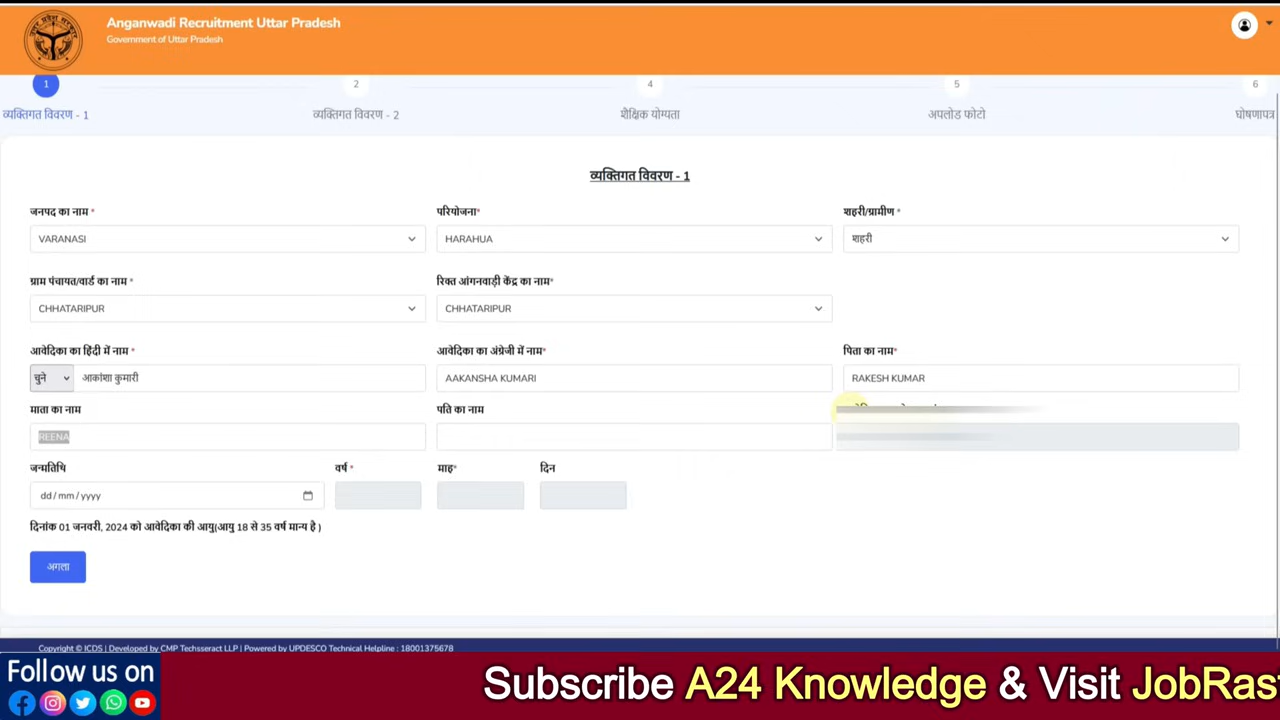 Anganwadi Recruitment Uttar Pradesh
Government of Uttar Pradesh
1 2 4 5 6
व्यक्तिगत विवरण - 1 व्यक्तिगत विवरण - 2 शैक्षिक योग्यता अपलोड फोटो घोषणापत्र
व्यक्तिगत विवरण - 1
जनपद का नाम * परियोजना* शहरी/ग्रामीण *
VARANASI HARAHUA शहरी
ग्राम पंचायत/वार्ड का नाम * रिक्त आंगनवाड़ी केंद्र का नाम*
CHHATARIPUR CHHATARIPUR
आवेदिका का हिंदी में नाम * आवेदिका का अंग्रेजी में नाम* पिता का नाम*
चुने आकांशा कुमारी AAKANSHA KUMARI RAKESH KUMAR
माता का नाम पति का नाम
REENA
जन्मतिथि वर्ष * माह* दिन
dd/mm/yyyy
दिनांक 01 जनवरी, 2024 को आवेदिका की आयु(आयु 18 से 35 वर्ष मान्य है )
अगला
Copyright © ICDS | Developed by CMP Techsseract LLP | Powered by UPDESCO Technical Helpline : 18001375678
Follow us on
Subscribe A24 Knowledge & Visit JobRas